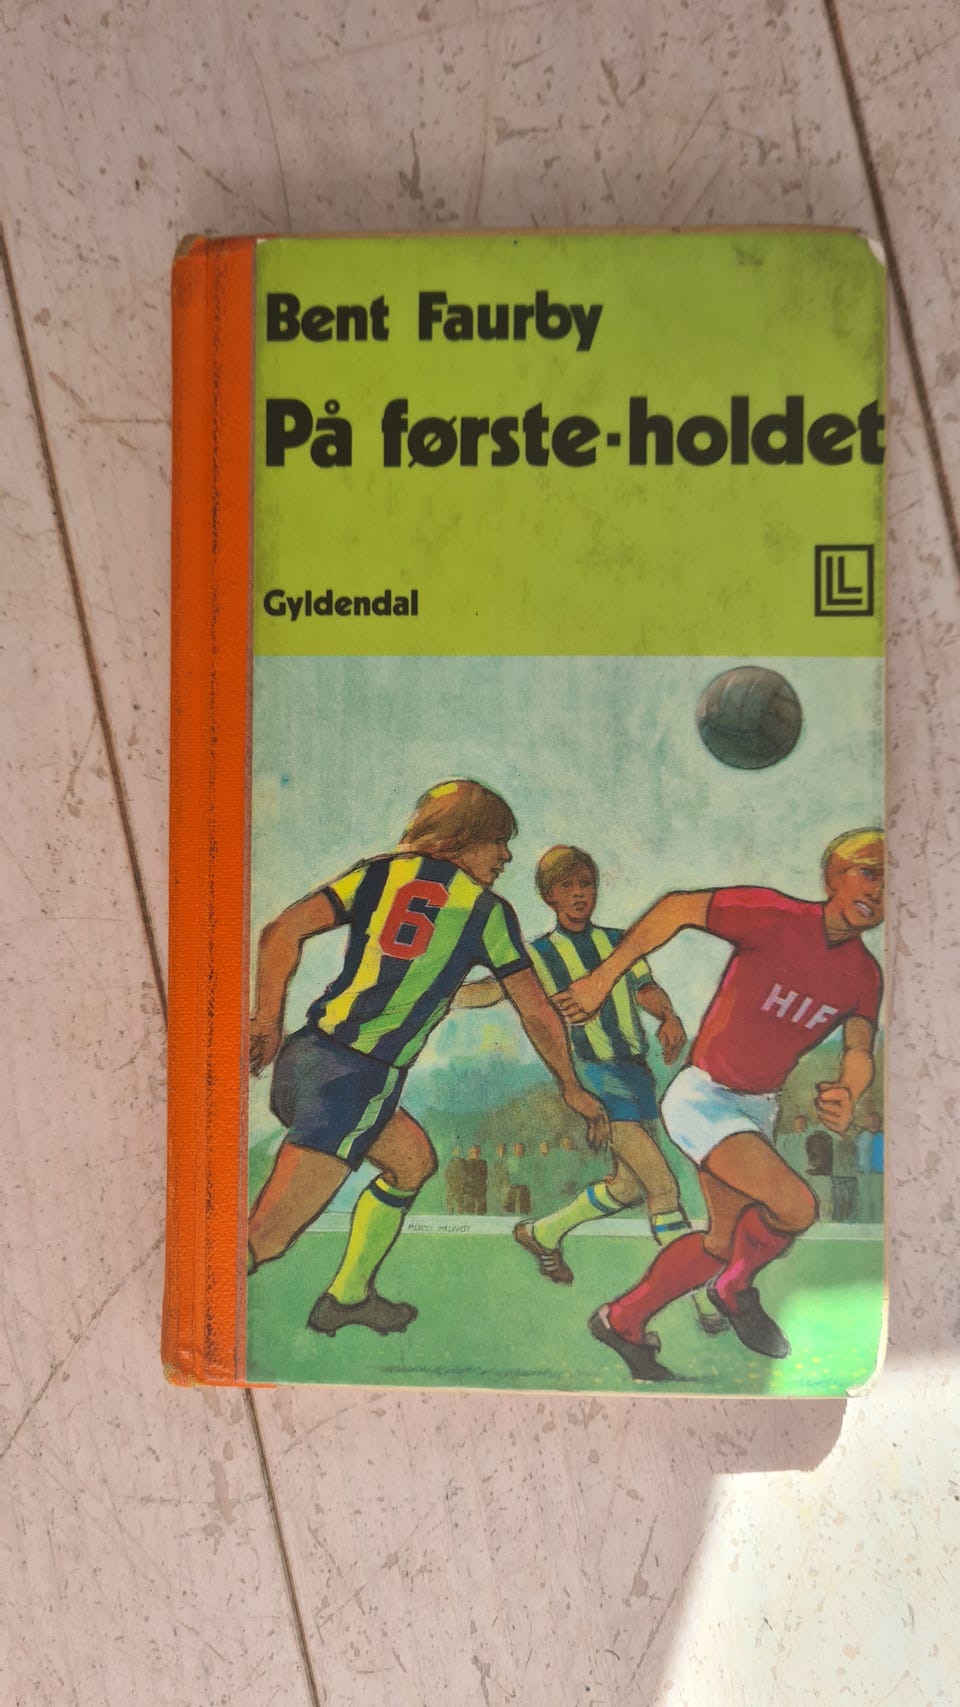 Bent Faurby
På første-holdet
Gyldendal
LL
6
HIF